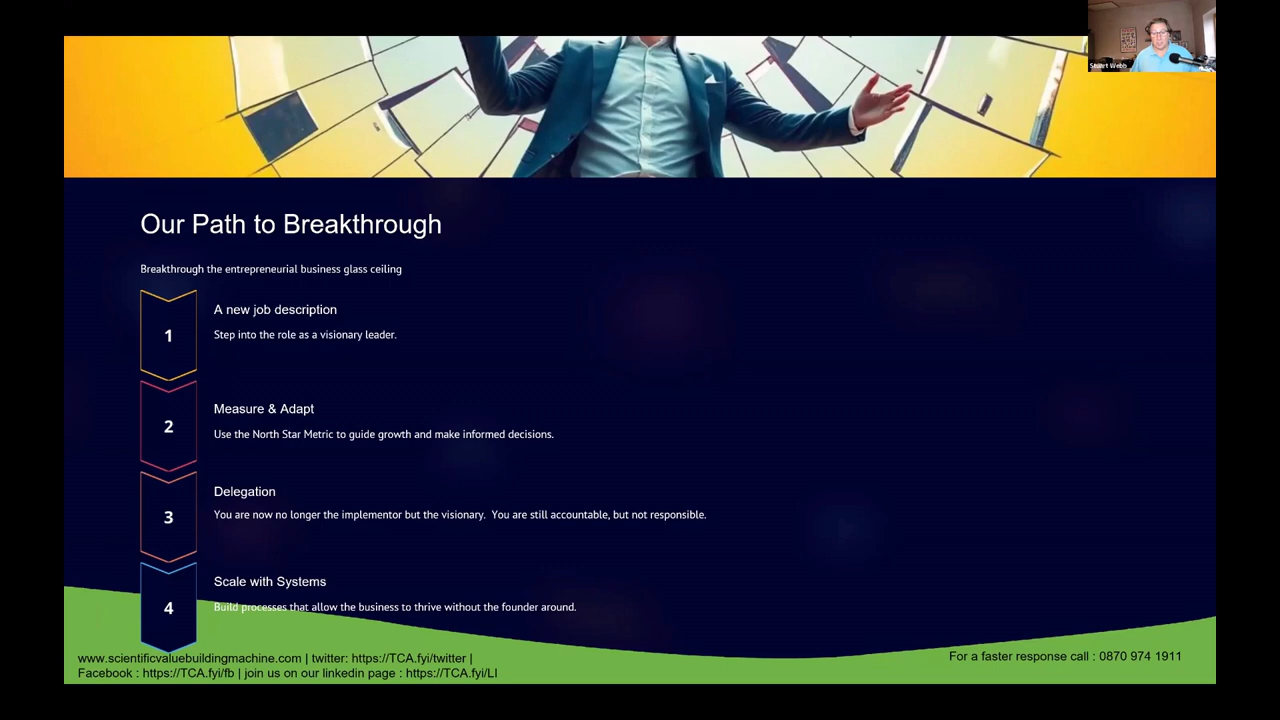 Stuart Webb
Our Path to Breakthrough
Breakthrough the entrepreneurial business glass ceiling
1
A new job description
Step into the role as a visionary leader.
2
Measure & Adapt
Use the North Star Metric to guide growth and make informed decisions.
3
Delegation
You are now no longer the implementor but the visionary.  You are still accountable, but not responsible.
4
Scale with Systems
Build processes that allow the business to thrive without the founder around.
www.scientificvaluebuildingmachine.com | twitter: https://TCA.fyi/twitter |
Facebook : https://TCA.fyi/fb | join us on our linkedin page : https://TCA.fyi/LI
For a faster response call : 0870 974 1911